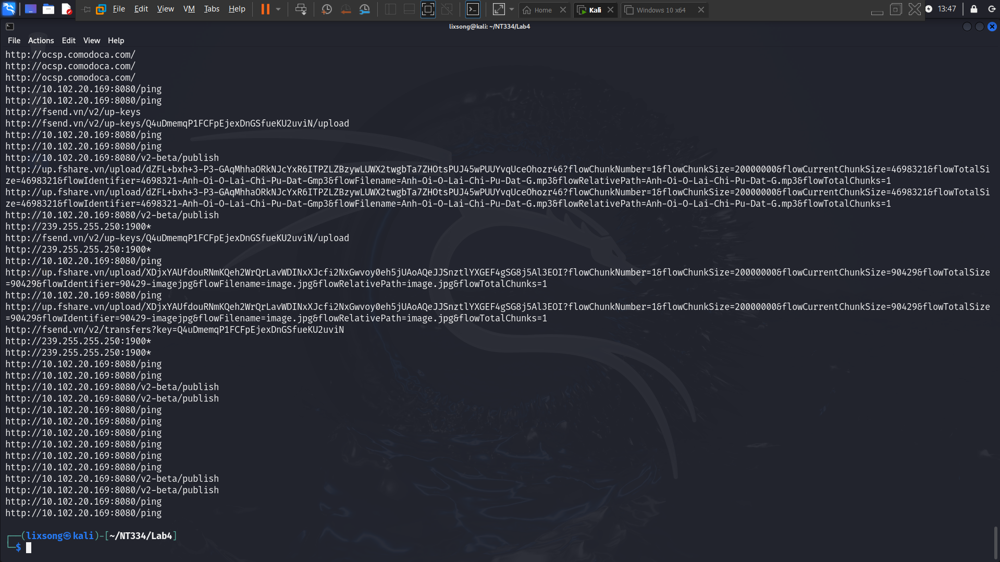 File Edit View VM Tabs Help Home Kali Windows 10 x64 13:47
lixsong@kali: ~/NT334/Lab4
File Actions Edit View Help
http://ocsp.comodoca.com/
http://ocsp.comodoca.com/
http://ocsp.comodoca.com/
http://10.102.20.169:8080/ping
http://10.102.20.169:8080/ping
http://fsend.vn/v2/up-keys
http://fsend.vn/v2/up-keys/Q4uDmemqP1FCFpEjexDnGSfueKU2uviN/upload
http://10.102.20.169:8080/ping
http://10.102.20.169:8080/ping
http://10.102.20.169:8080/v2-beta/publish
http://up.fshare.vn/upload/dZFL+bxh+3-P3-GAqMhhaORkNJcYxR6ITPZLZBzywLUWX2twgbTa7ZHOtsPUJ45wPUUYvqUceOhozr46?flowChunkNumber=1&flowChunkSize=20000000&flowCurrentChunkSize=4698321&flowTotalSi
ze=4698321&flowIdentifier=4698321-Anh-Oi-O-Lai-Chi-Pu-Dat-Gmp3&flowFilename=Anh-Oi-O-Lai-Chi-Pu-Dat-G.mp3&flowRelativePath=Anh-Oi-O-Lai-Chi-Pu-Dat-G.mp3&flowTotalChunks=1
http://up.fshare.vn/upload/dZFL+bxh+3-P3-GAqMhhaORkNJcYxR6ITPZLZBzywLUWX2twgbTa7ZHOtsPUJ45wPUUYvqUceOhozr46?flowChunkNumber=1&flowChunkSize=20000000&flowCurrentChunkSize=4698321&flowTotalSi
ze=4698321&flowIdentifier=4698321-Anh-Oi-O-Lai-Chi-Pu-Dat-Gmp3&flowFilename=Anh-Oi-O-Lai-Chi-Pu-Dat-G.mp3&flowRelativePath=Anh-Oi-O-Lai-Chi-Pu-Dat-G.mp3&flowTotalChunks=1
http://10.102.20.169:8080/v2-beta/publish
http://239.255.255.250:1900*
http://fsend.vn/v2/up-keys/Q4uDmemqP1FCFpEjexDnGSfueKU2uviN/upload
http://239.255.255.250:1900*
http://10.102.20.169:8080/ping
http://up.fshare.vn/upload/XDjxYAUfdouRNmKQeh2WrQrLavWDINxXJcfi2NxGwvoy0eh5jUAoAQeJJSnztlYXGEF4gSG8j5Al3EOI?flowChunkNumber=1&flowChunkSize=20000000&flowCurrentChunkSize=90429&flowTotalSize
=90429&flowIdentifier=90429-imagejpg&flowFilename=image.jpg&flowRelativePath=image.jpg&flowTotalChunks=1
http://10.102.20.169:8080/ping
http://up.fshare.vn/upload/XDjxYAUfdouRNmKQeh2WrQrLavWDINxXJcfi2NxGwvoy0eh5jUAoAQeJJSnztlYXGEF4gSG8j5Al3EOI?flowChunkNumber=1&flowChunkSize=20000000&flowCurrentChunkSize=90429&flowTotalSize
=90429&flowIdentifier=90429-imagejpg&flowFilename=image.jpg&flowRelativePath=image.jpg&flowTotalChunks=1
http://fsend.vn/v2/transfers?key=Q4uDmemqP1FCFpEjexDnGSfueKU2uviN
http://239.255.255.250:1900*
http://239.255.255.250:1900*
http://10.102.20.169:8080/ping
http://10.102.20.169:8080/ping
http://10.102.20.169:8080/v2-beta/publish
http://10.102.20.169:8080/v2-beta/publish
http://10.102.20.169:8080/ping
http://10.102.20.169:8080/ping
http://10.102.20.169:8080/ping
http://10.102.20.169:8080/ping
http://10.102.20.169:8080/ping
http://10.102.20.169:8080/ping
http://10.102.20.169:8080/v2-beta/publish
http://10.102.20.169:8080/v2-beta/publish
http://10.102.20.169:8080/ping
http://10.102.20.169:8080/ping
┌──(lixsong㉿kali)-[~/NT334/Lab4]
└─$